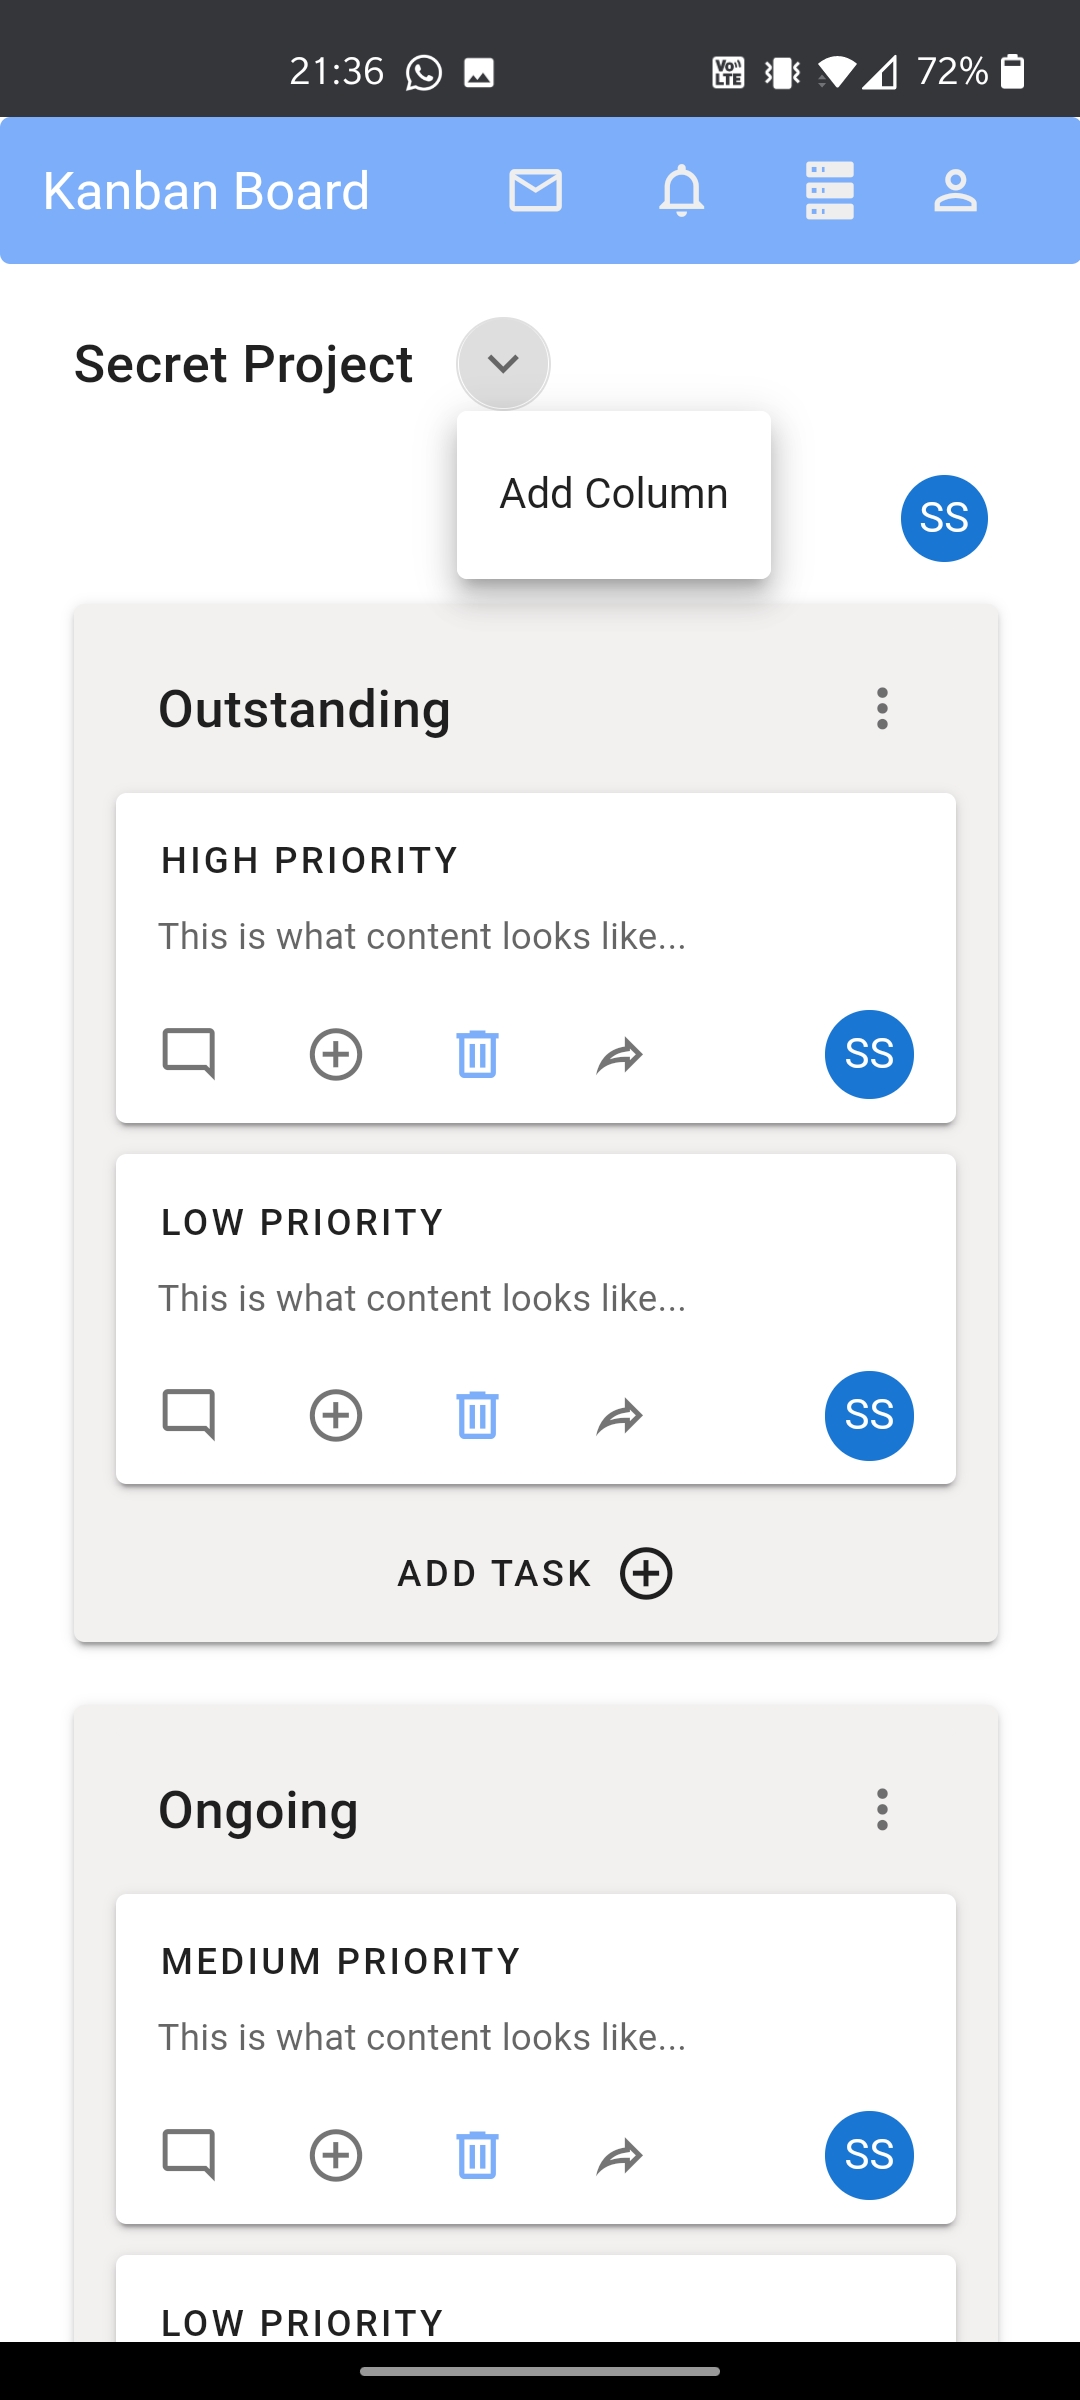 21:36
Vo LTE
72%
Kanban Board
Secret Project
Add Column
SS
Outstanding
HIGH PRIORITY
This is what content looks like...
SS
LOW PRIORITY
This is what content looks like...
SS
ADD TASK
Ongoing
MEDIUM PRIORITY
This is what content looks like...
SS
LOW PRIORITY